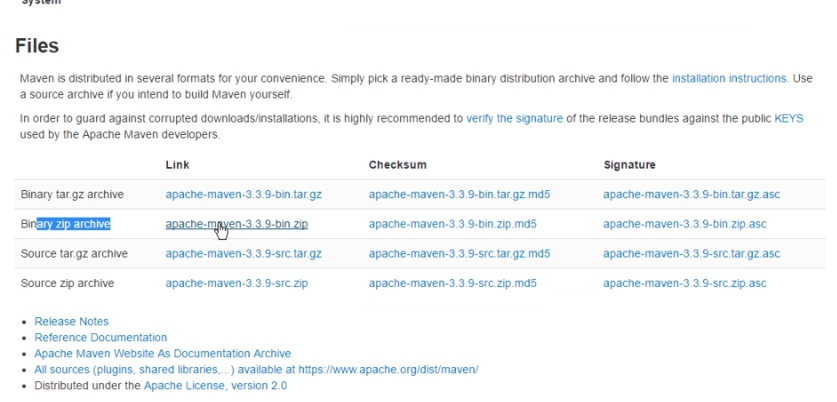 System
Files
Maven is distributed in several formats for your convenience. Simply pick a ready-made binary distribution archive and follow the installation instructions. Use
a source archive if you intend to build Maven yourself.
In order to guard against corrupted downloads/installations, it is highly recommended to verify the signature of the release bundles against the public KEYS
used by the Apache Maven developers.
Link Checksum Signature
Binary tar.gz archive apache-maven-3.3.9-bin.tar.gz apache-maven-3.3.9-bin.tar.gz.md5 apache-maven-3.3.9-bin.tar.gz.asc
Binary zip archive apache-maven-3.3.9-bin.zip apache-maven-3.3.9-bin.zip.md5 apache-maven-3.3.9-bin.zip.asc
Source tar.gz archive apache-maven-3.3.9-src.tar.gz apache-maven-3.3.9-src.tar.gz.md5 apache-maven-3.3.9-src.tar.gz.asc
Source zip archive apache-maven-3.3.9-src.zip apache-maven-3.3.9-src.zip.md5 apache-maven-3.3.9-src.zip.asc
Release Notes
Reference Documentation
Apache Maven Website As Documentation Archive
All sources (plugins, shared libraries,...) available at https://www.apache.org/dist/maven/
Distributed under the Apache License, version 2.0